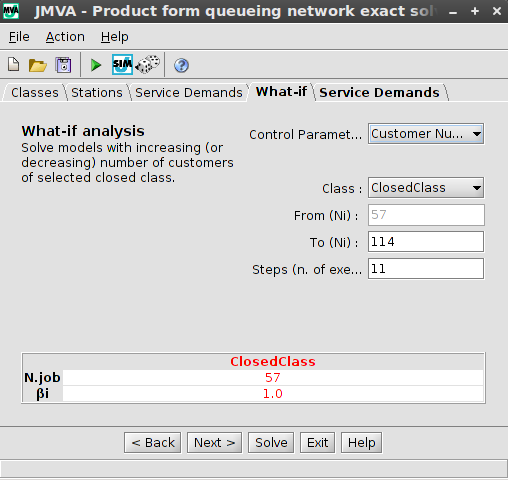 MVA JMVA - Product form queueing network exact sol
File Action Help
SIM
Classes Stations Service Demands What-if Service Demands
What-if analysis
Solve models with increasing (or
decreasing) number of customers
of selected closed class.
Control Paramet... Customer Nu...
Class : ClosedClass
From (Ni) : 57
To (Ni) : 114
Steps (n. of exe... 11
ClosedClass
N.job 57
βi 1.0
< Back Next > Solve Exit Help